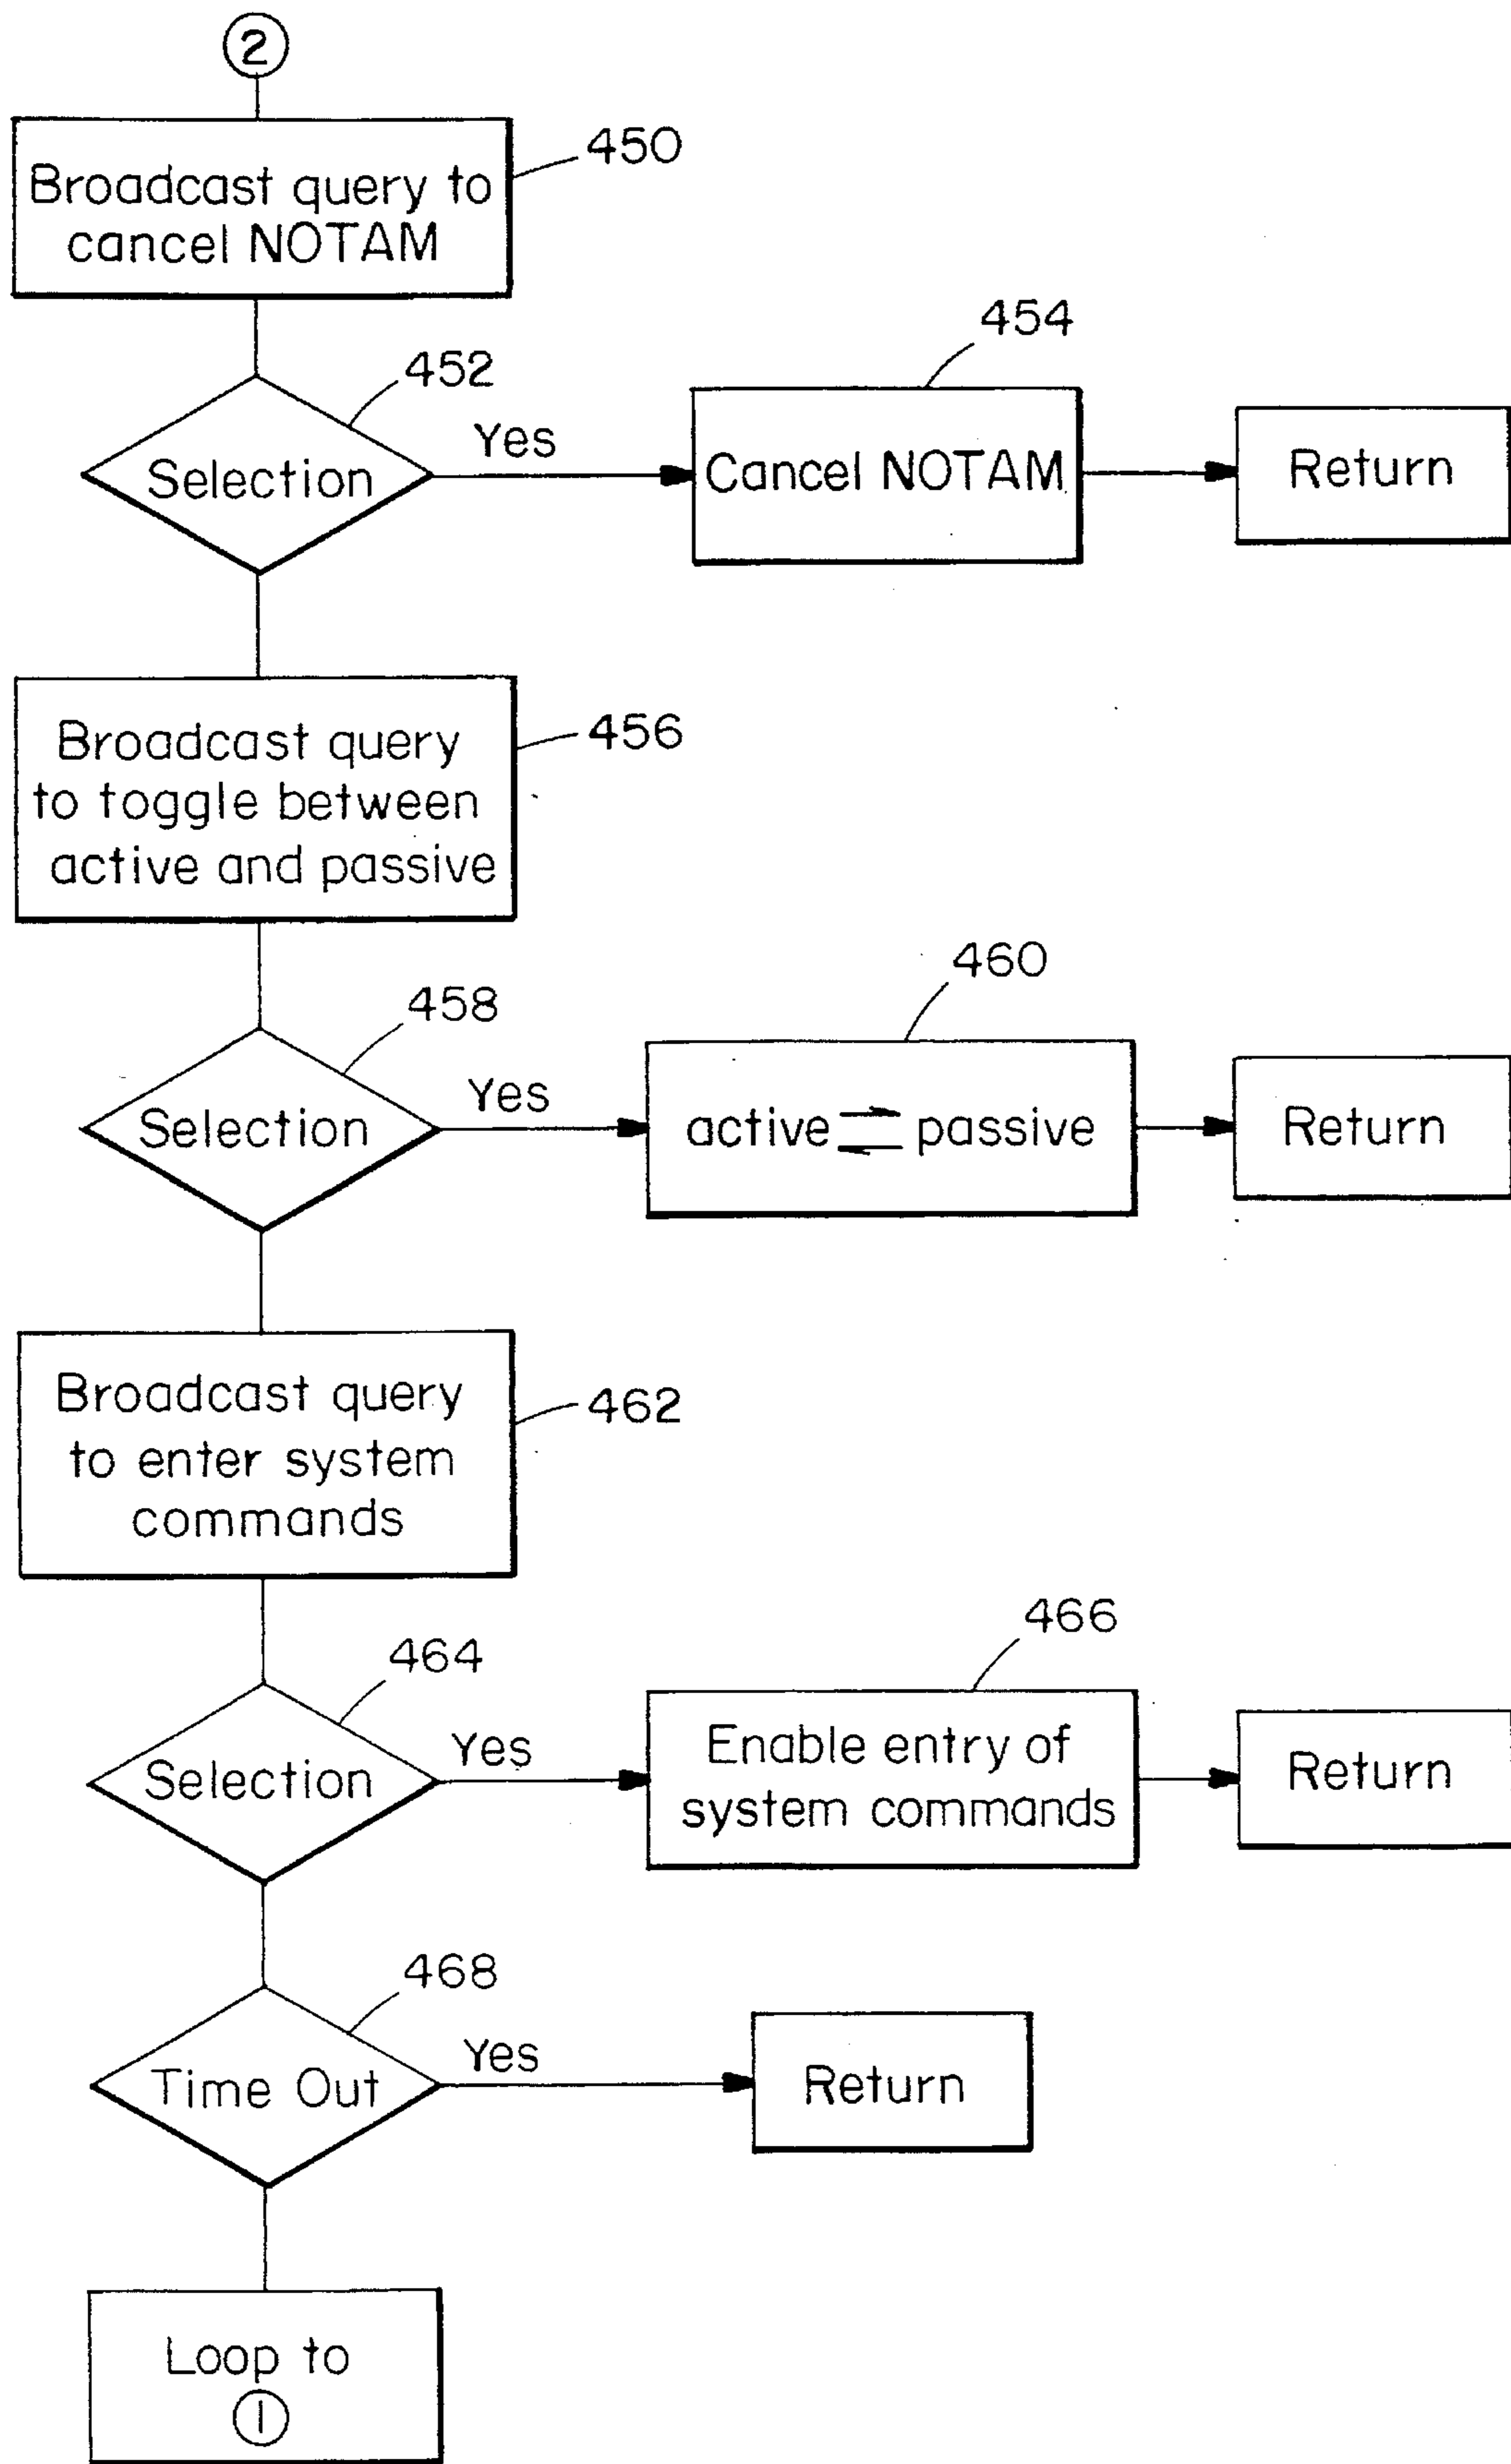 2
Broadcast query to
cancel NOTAM
450
452
Selection
Yes
454
Cancel NOTAM
Return
Broadcast query
to toggle between
active and passive
456
458
Selection
Yes
460
active ⇄ passive
Return
Broadcast query
to enter system
commands
462
464
Selection
Yes
466
Enable entry of
system commands
Return
468
Time Out
Yes
Return
Loop to
1